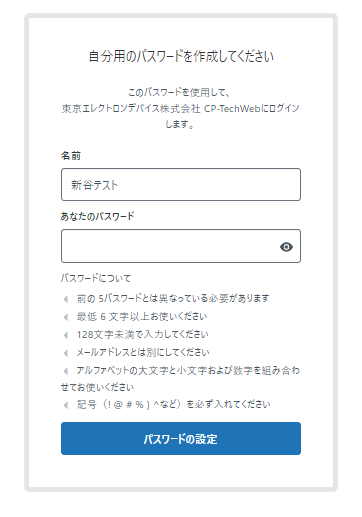 自分用のパスワードを作成してください
このパスワードを使用して、
東京エレクトロンデバイス株式会社 CP-TechWebにログイン
します。
名前
新谷テスト
あなたのパスワード
パスワードについて
前の 5パスワードとは異なっている必要があります
最低 6 文字以上お使いください
128文字未満で入力してください
メールアドレスとは別にしてください
アルファベットの大文字と小文字および数字を組み合わ
せてお使いください
記号（! @ # % } ^など）を必ず入れてください
パスワードの設定